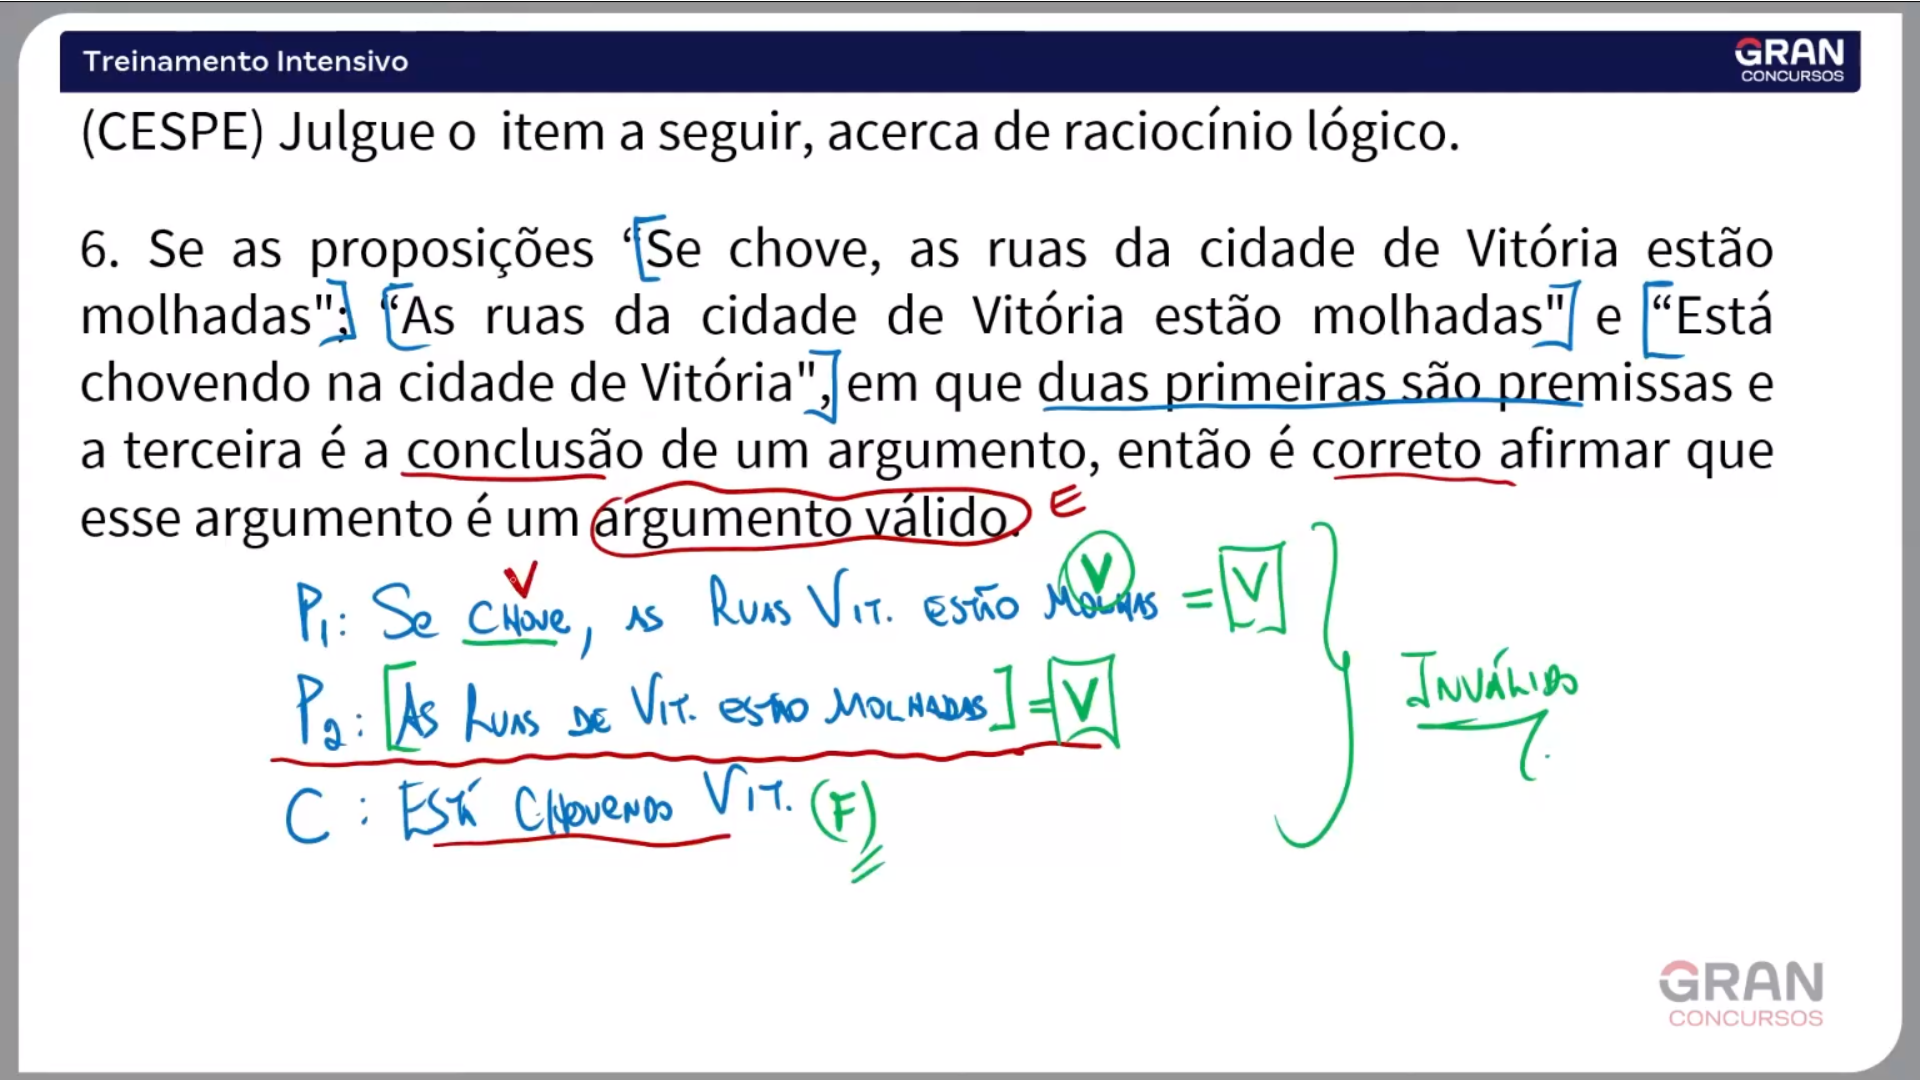 Treinamento Intensivo
GRAN
CONCURSOS
(CESPE) Julgue o item a seguir, acerca de raciocínio lógico.
6. Se as proposições “Se chove, as ruas da cidade de Vitória estão
molhadas"; “As ruas da cidade de Vitória estão molhadas" e “Está
chovendo na cidade de Vitória", em que duas primeiras são premissas e
a terceira é a conclusão de um argumento, então é correto afirmar que
esse argumento é um argumento válido. E
V V
P1: Se CHOVE, AS RUAS VIT. ESTÃO = V
P2: [AS RUAS DE VIT. ESTÃO MOLHADAS] = V
INVÁLIDO
C: ESTÁ CHOVENDO VIT. (F)
GRAN
CONCURSOS